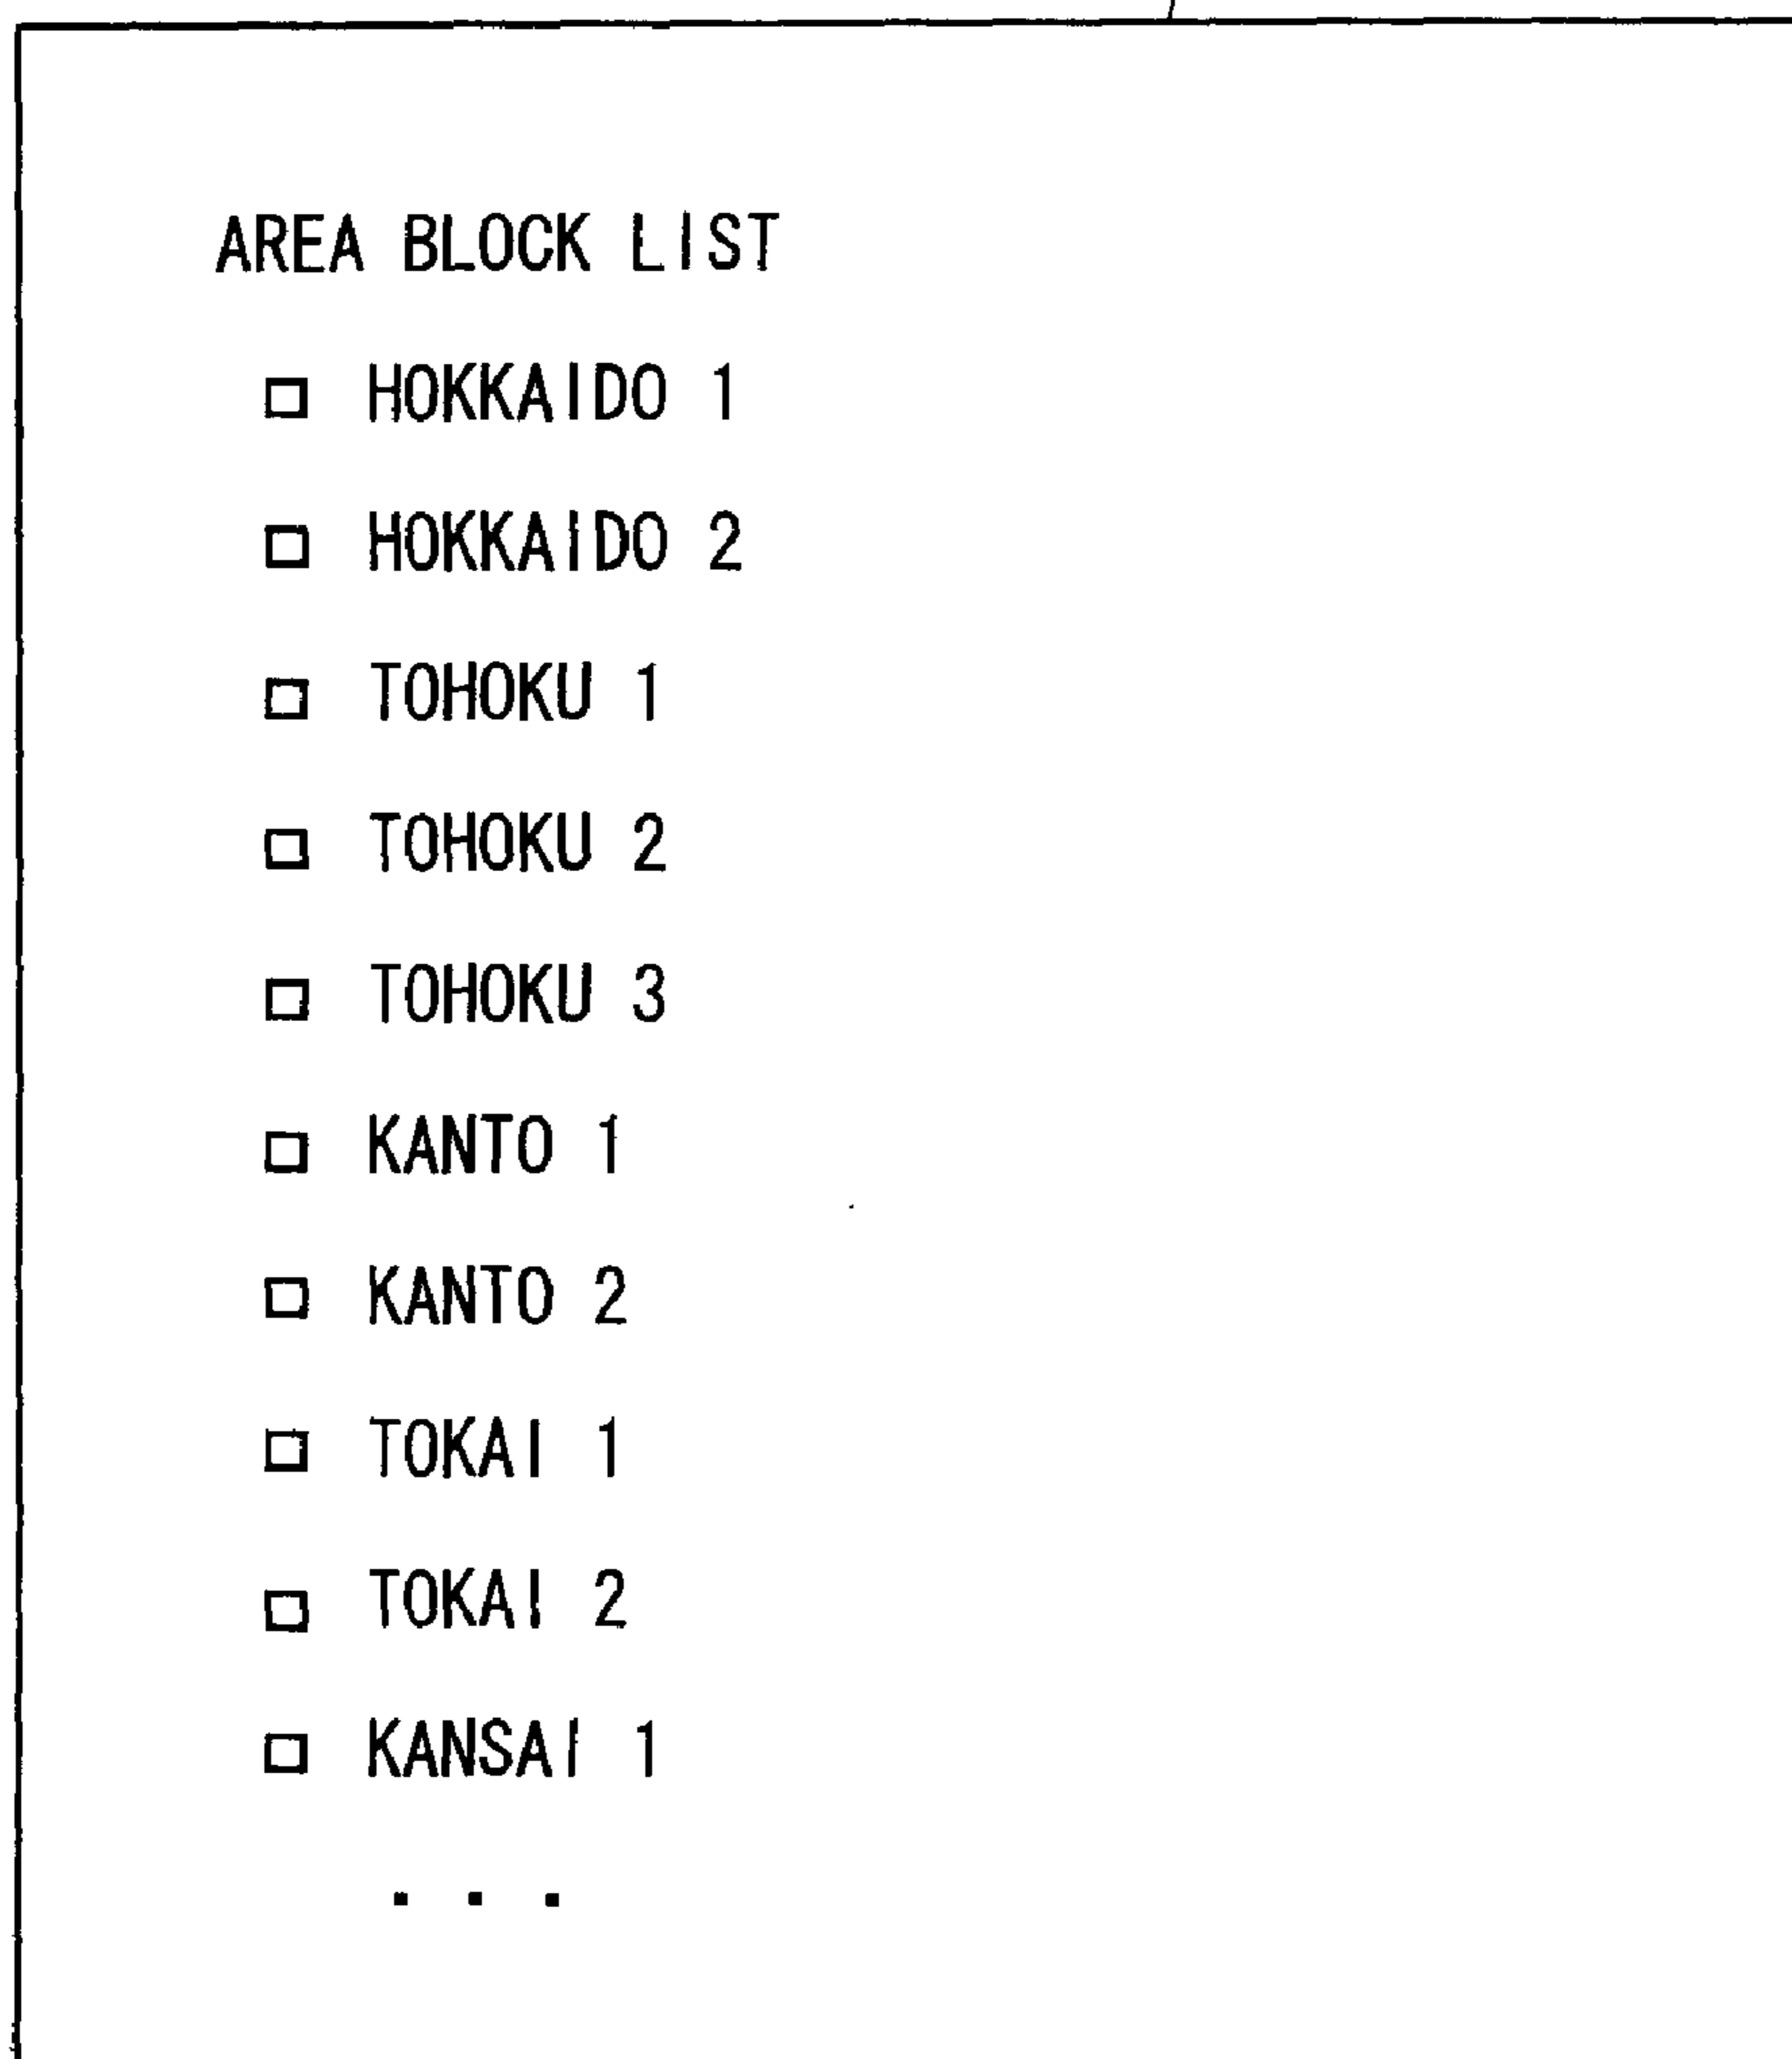 AREA BLOCK LIST
□ HOKKAIDO 1
□ HOKKAIDO 2
□ TOHOKU 1
□ TOHOKU 2
□ TOHOKU 3
□ KANTO 1
□ KANTO 2
□ TOKAI 1
□ TOKAI 2
□ KANSAI 1
...